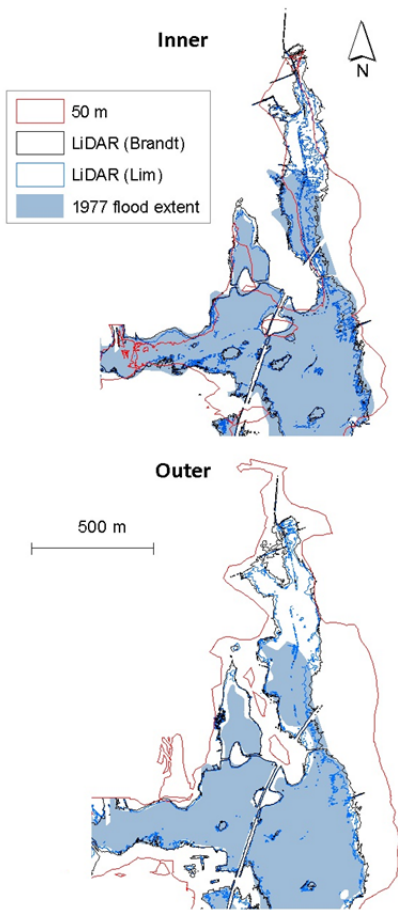 Inner
N
50 m
LiDAR (Brandt)
LiDAR (Lim)
1977 flood extent
Outer
500 m